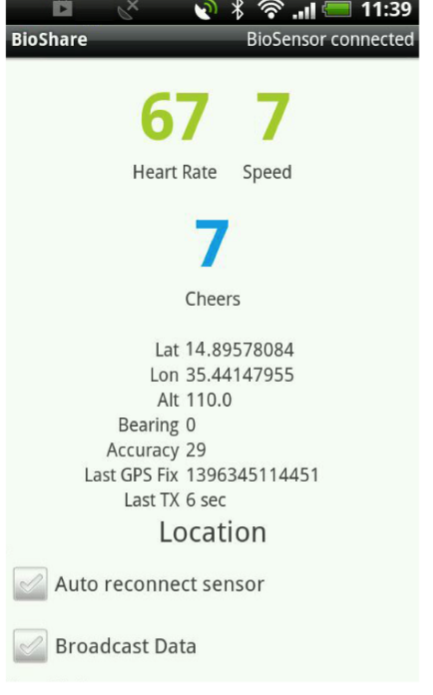 11:39
BioShare BioSensor connected
67 7
Heart Rate Speed
7
Cheers
Lat 14.89578084
Lon 35.44147955
Alt 110.0
Bearing 0
Accuracy 29
Last GPS Fix 1396345114451
Last TX 6 sec
Location
Auto reconnect sensor
Broadcast Data